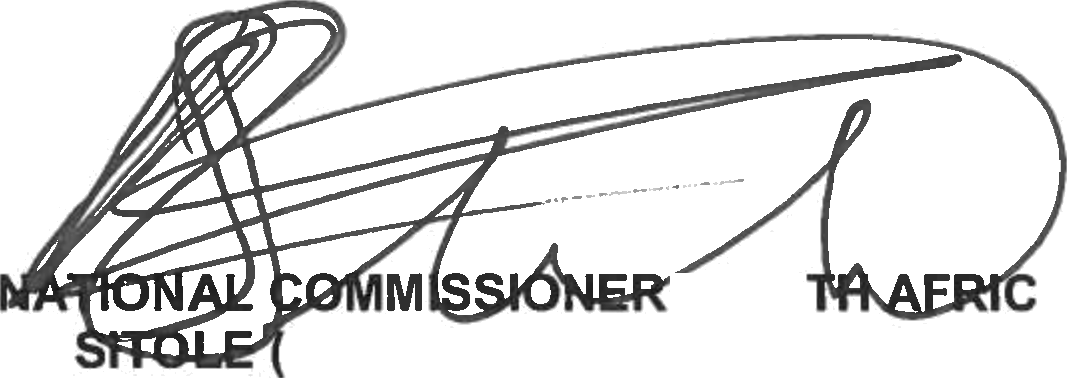 NATIONAL COMMISSIONER TH AFRIC
SITOLE (